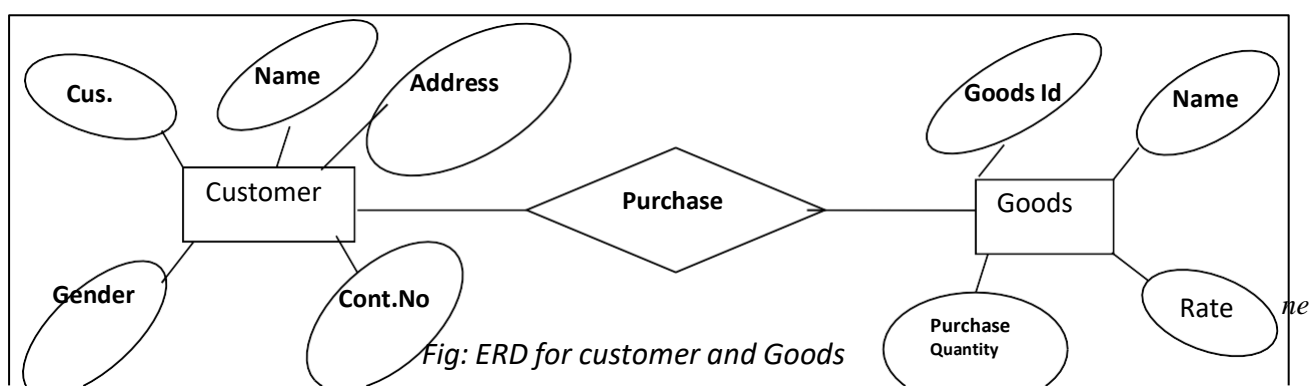 Cus.
Name
Address
Goods Id
Name
Customer
Purchase
Goods
Gender
Cont.No
Purchase
Quantity
Rate
ne
Fig: ERD for customer and Goods